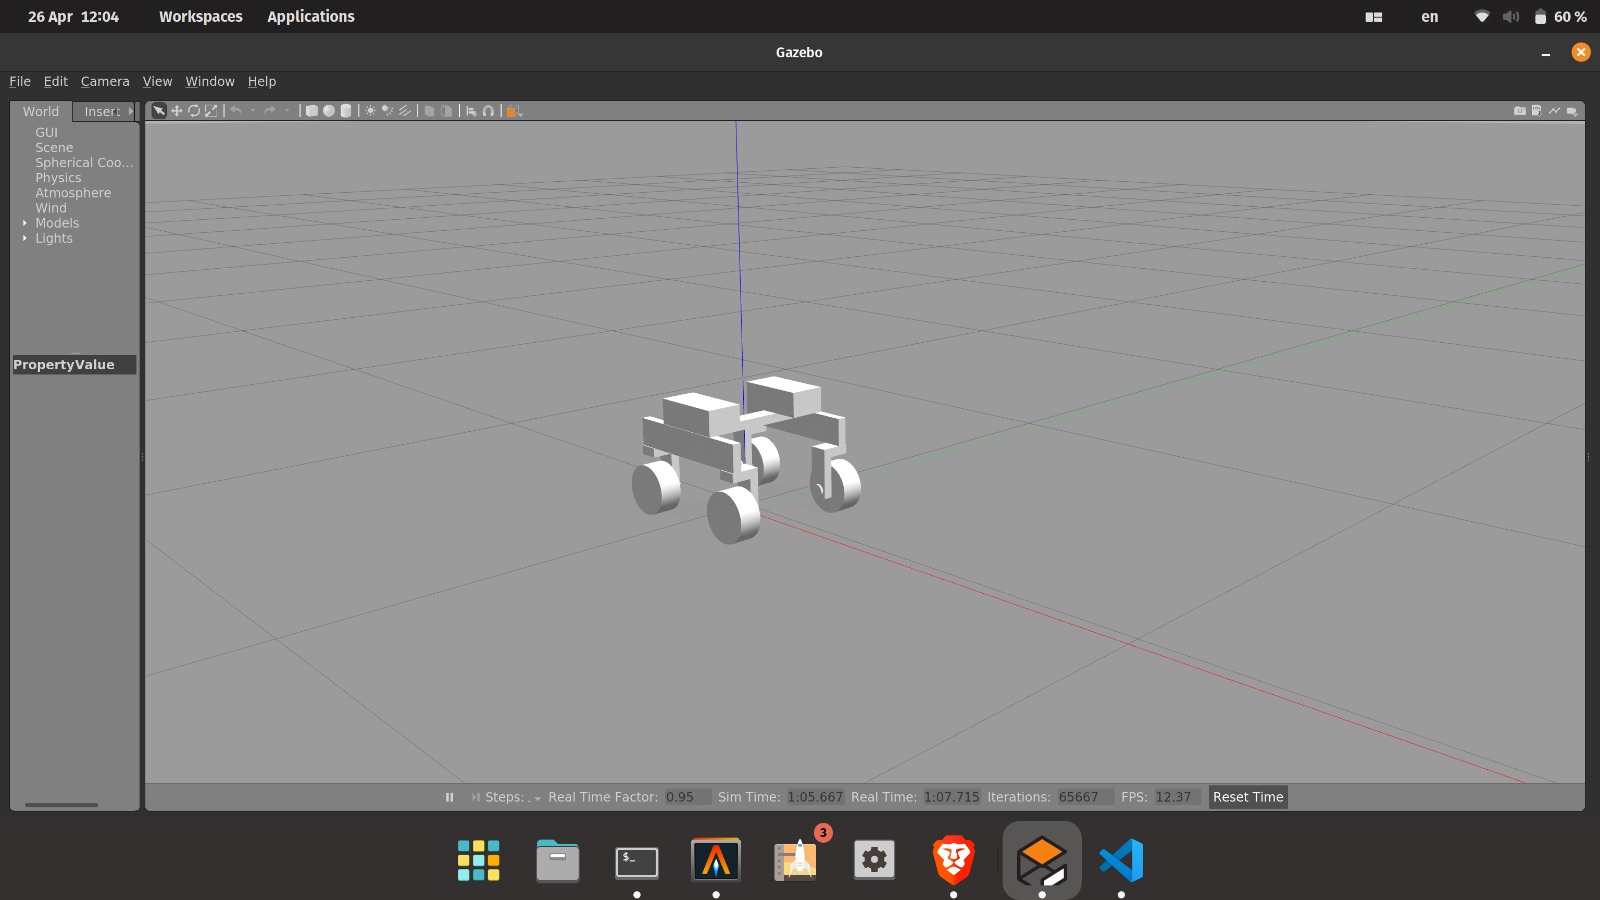 26 Apr 12:04 Workspaces Applications en 60 %
Gazebo
File Edit Camera View Window Help
World Insert
GUI
Scene
Spherical Coo...
Physics
Atmosphere
Wind
Models
Lights
PropertyValue
Steps: Real Time Factor: 0.95 Sim Time: 1:05.667 Real Time: 1:07.715 Iterations: 65667 FPS: 12.37 Reset Time
3
$_